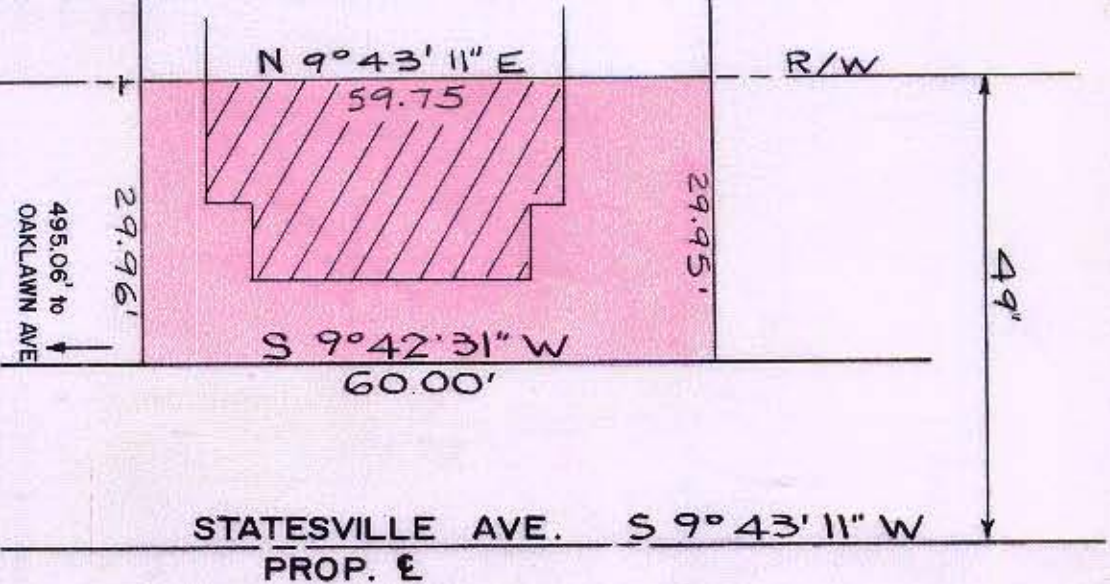 N 9°43'11" E
59.75
R/W
29.96'
29.95'
495.06' to
OAKLAWN AVE
49"
S 9°42'31" W
60.00'
STATESVILLE AVE. S 9°43'11" W
PROP. ℄